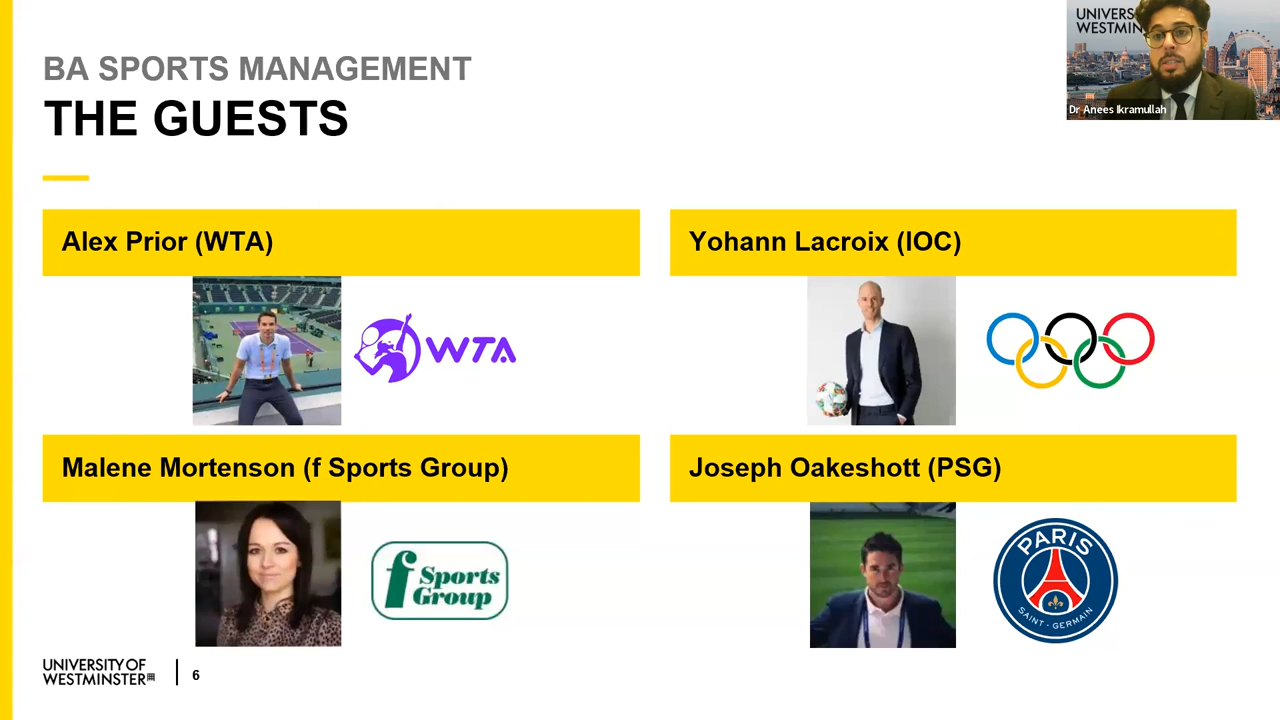 BA SPORTS MANAGEMENT
THE GUESTS
UNIVERS
WESTMIN
Dr Anees Ikramullah
Alex Prior (WTA)
WTA
Yohann Lacroix (IOC)
Malene Mortenson (f Sports Group)
f Sports
Group
Joseph Oakeshott (PSG)
PARIS
SAINT - GERMAIN
UNIVERSITY OF
WESTMINSTER
6